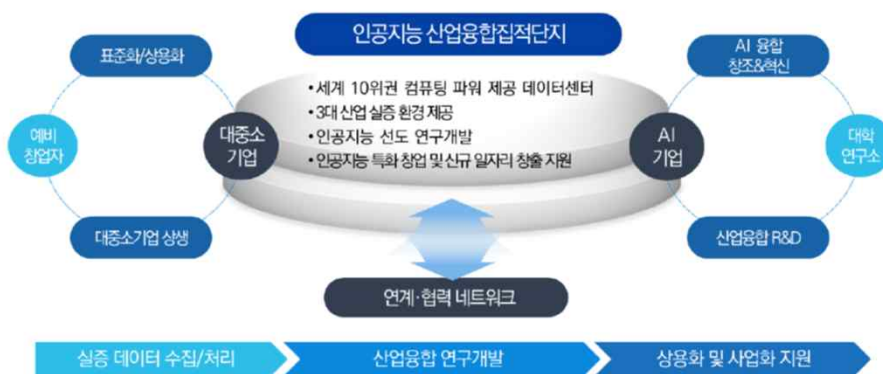 인공지능 산업융합집적단지
표준화/상용화
AI 융합
창조&혁신
•세계 10위권 컴퓨팅 파워 제공 데이터센터
•3대 산업 실증 환경 제공
•인공지능 선도 연구개발
•인공지능 특화 창업 및 신규 일자리 창출 지원
예비
창업자
대중소
기업
AI
기업
대학
연구소
대중소기업 상생
산업융합 R&D
연계·협력 네트워크
실증 데이터 수집/처리
산업융합 연구개발
상용화 및 사업화 지원